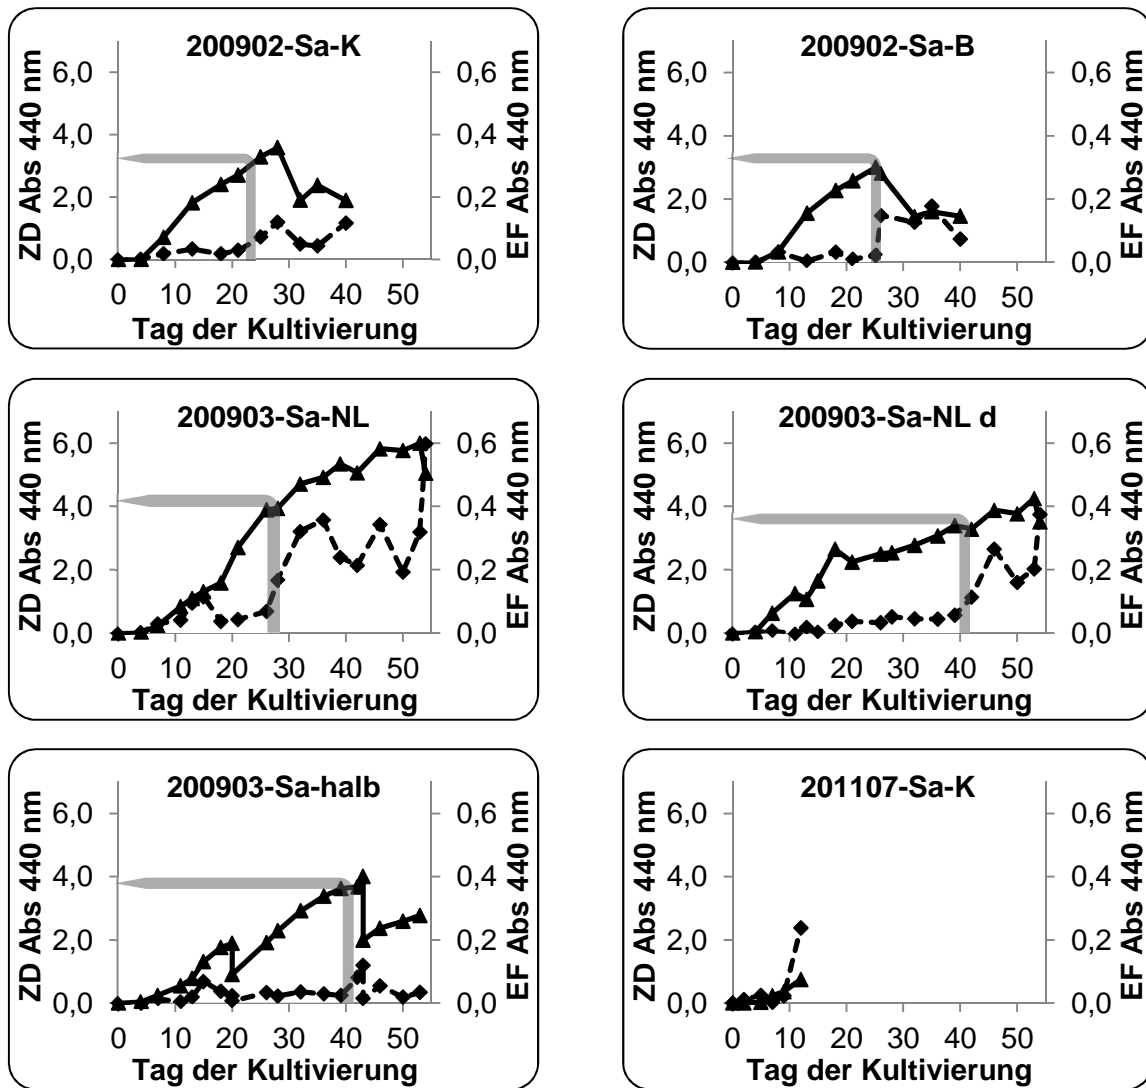 200902-Sa-K
ZD Abs 440 nm
6,0
4,0
2,0
0,0
0,6
0,4
0,2
0,0
EF Abs 440 nm
0 10 20 30 40 50
Tag der Kultivierung
200902-Sa-B
ZD Abs 440 nm
6,0
4,0
2,0
0,0
0,6
0,4
0,2
0,0
EF Abs 440 nm
0 10 20 30 40 50
Tag der Kultivierung
200903-Sa-NL
ZD Abs 440 nm
6,0
4,0
2,0
0,0
0,6
0,4
0,2
0,0
EF Abs 440 nm
0 10 20 30 40 50
Tag der Kultivierung
200903-Sa-NL d
ZD Abs 440 nm
6,0
4,0
2,0
0,0
0,6
0,4
0,2
0,0
EF Abs 440 nm
0 10 20 30 40 50
Tag der Kultivierung
200903-Sa-halb
ZD Abs 440 nm
6,0
4,0
2,0
0,0
0,6
0,4
0,2
0,0
EF Abs 440 nm
0 10 20 30 40 50
Tag der Kultivierung
201107-Sa-K
ZD Abs 440 nm
6,0
4,0
2,0
0,0
0,6
0,4
0,2
0,0
EF Abs 440 nm
0 10 20 30 40 50
Tag der Kultivierung